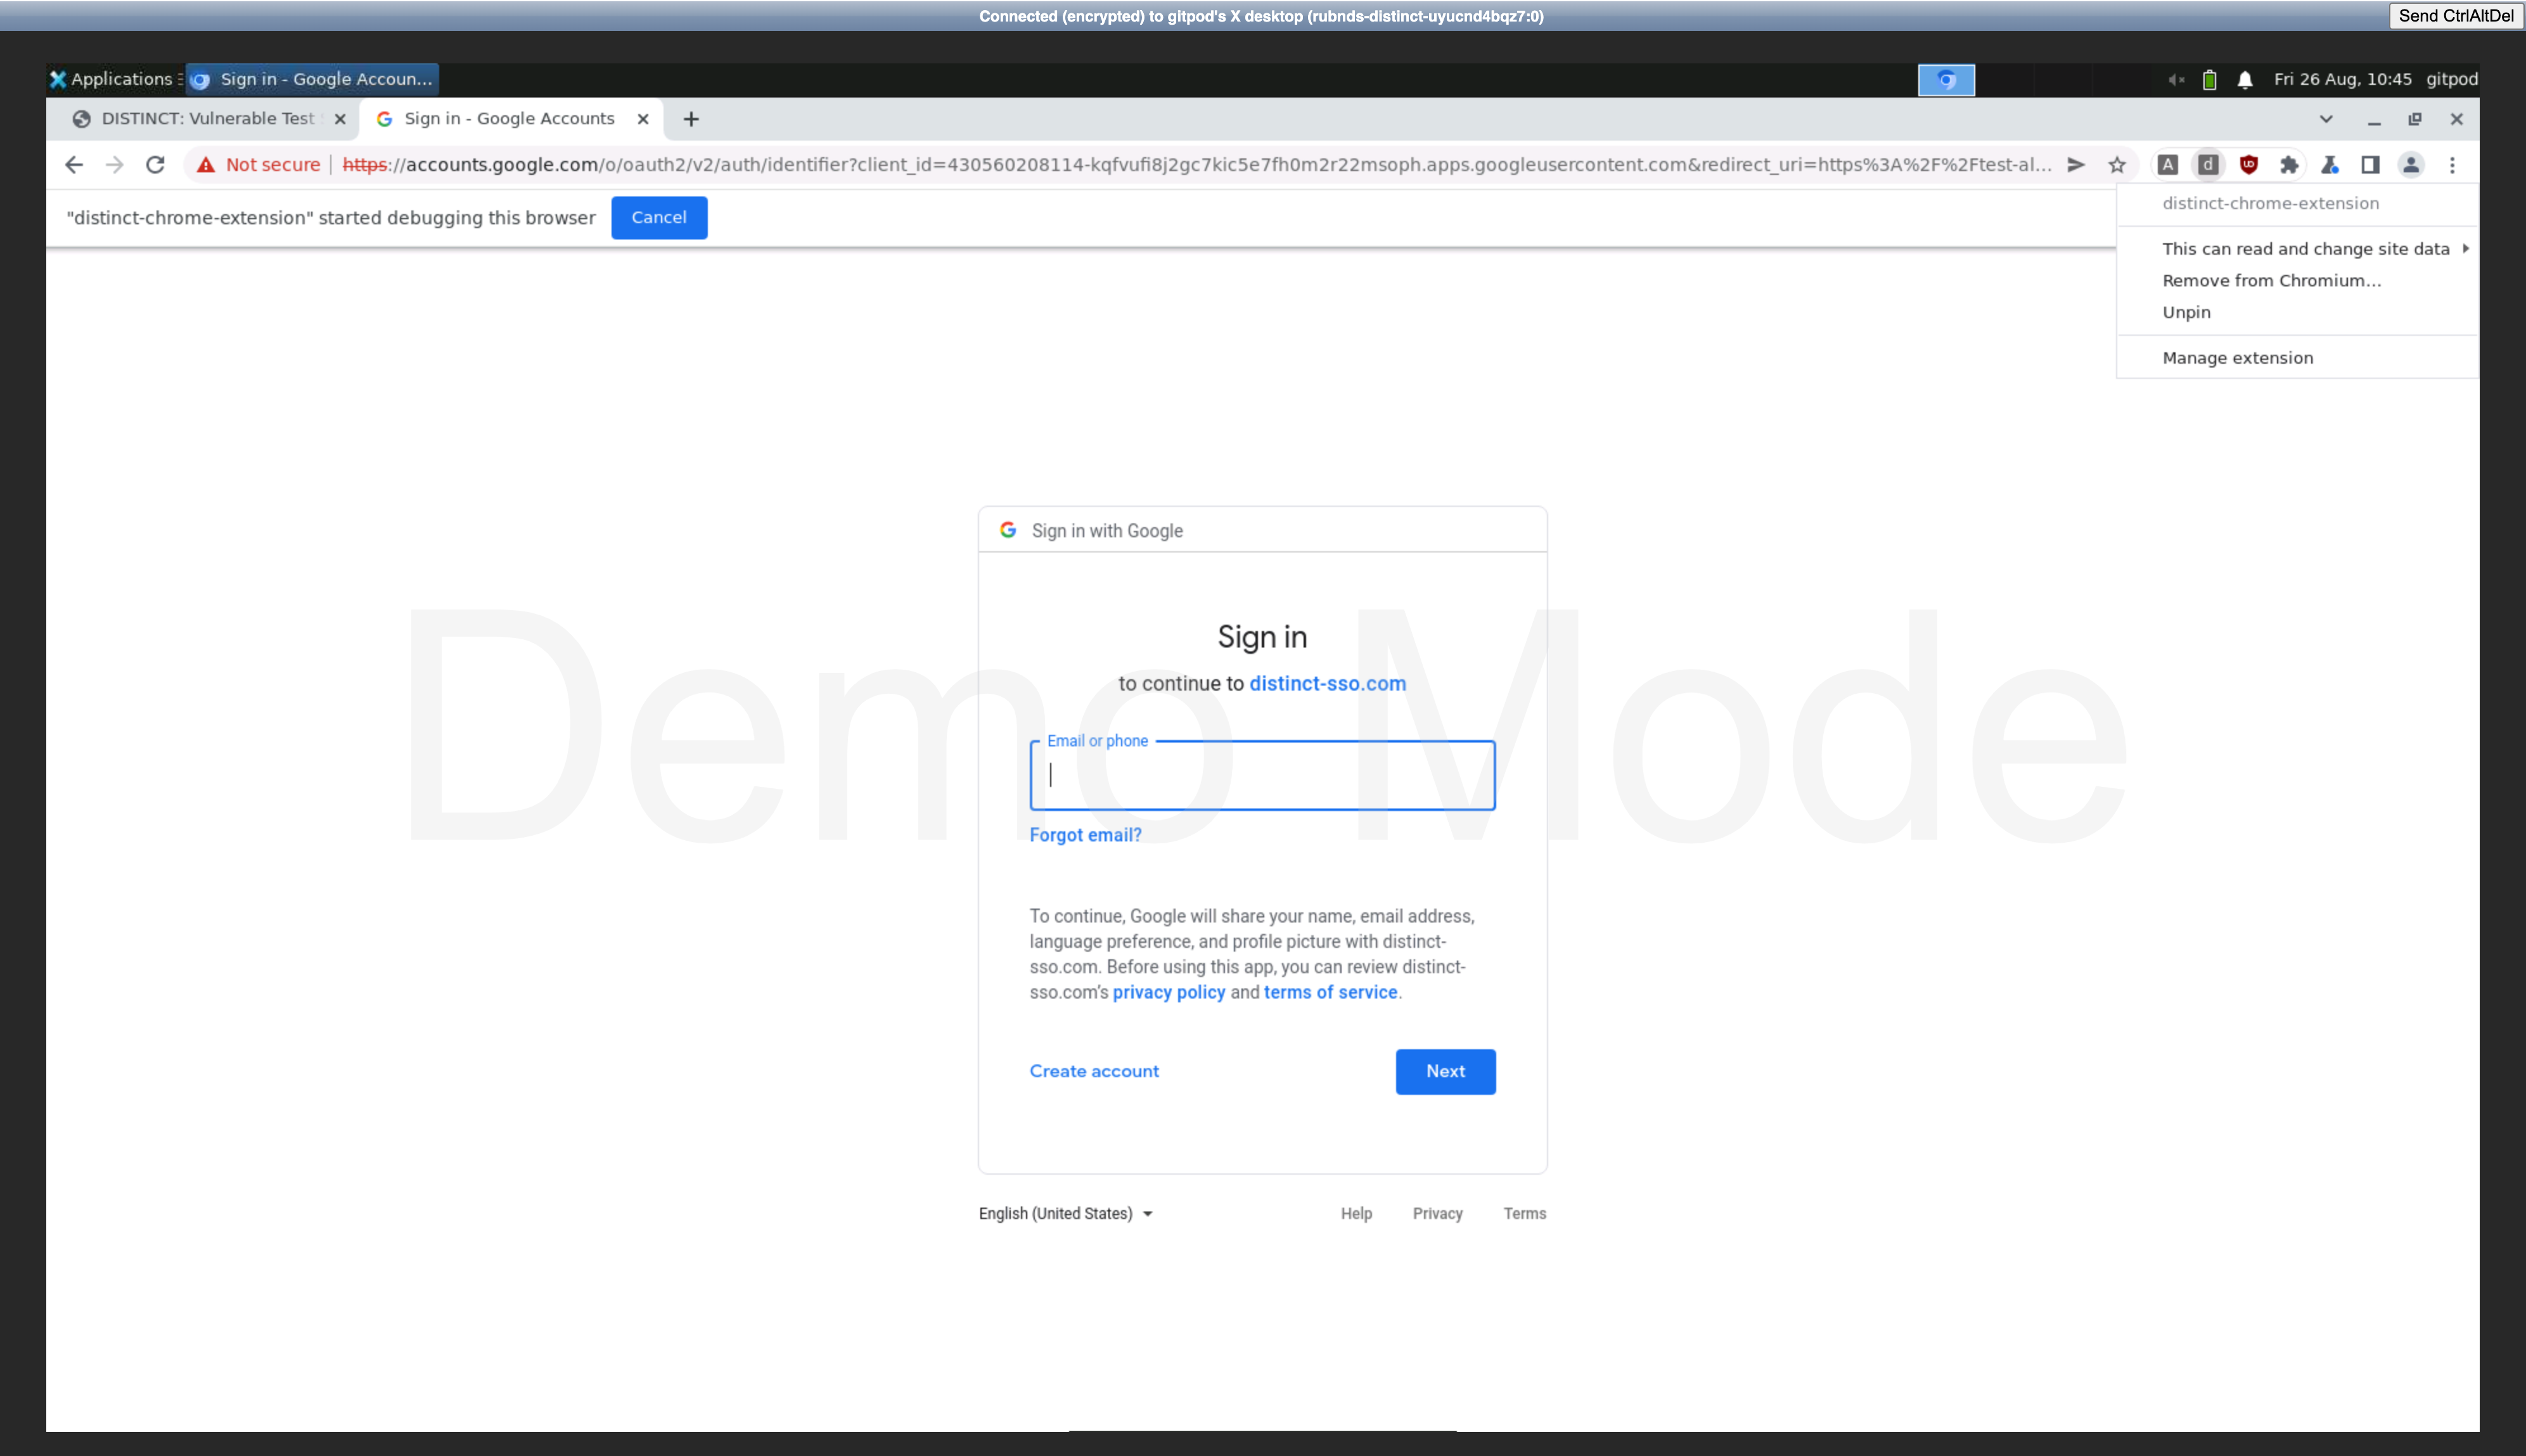 Connected (encrypted) to gitpod's X desktop (rubnds-distinct-uyucnd4bqz7:0)
Send CtrlAltDel
Applications
Sign in - Google Accoun...
Fri 26 Aug, 10:45 gitpod
DISTINCT: Vulnerable Test
Sign in - Google Accounts
Not secure
https://accounts.google.com/o/oauth2/v2/auth/identifier?client_id=430560208114-kqfvufi8j2gc7kic5e7fh0m2r22msoph.apps.googleusercontent.com&redirect_uri=https%3A%2F%2Ftest-al...
A
d
"distinct-chrome-extension" started debugging this browser
Cancel
distinct-chrome-extension
This can read and change site data
Remove from Chromium...
Unpin
Manage extension
Demo Mode
Sign in with Google
Sign in
to continue to distinct-sso.com
Email or phone
Forgot email?
To continue, Google will share your name, email address,
language preference, and profile picture with distinct-
sso.com. Before using this app, you can review distinct-
sso.com's privacy policy and terms of service.
Create account
Next
English (United States)
Help
Privacy
Terms